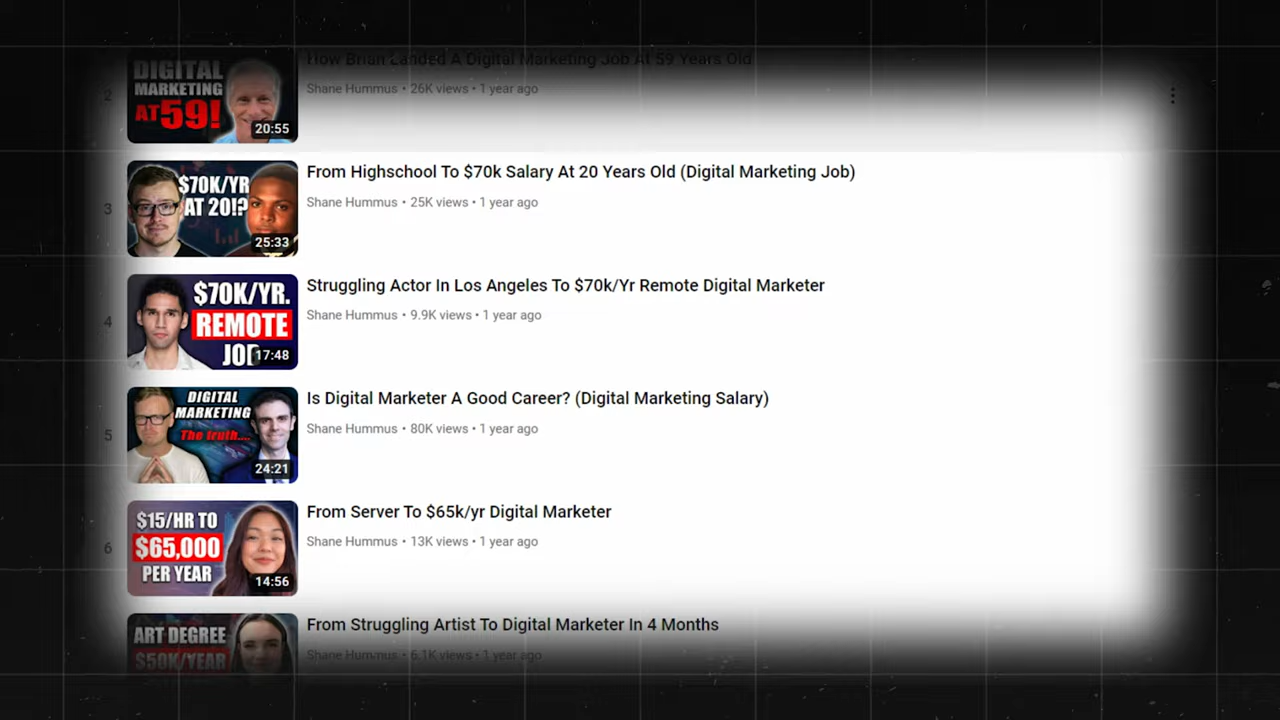 2
DIGITAL
MARKETING
AT 59!
20:55
How Brian Landed A Digital Marketing Job At 59 Years Old
Shane Hummus • 26K views • 1 year ago
3
$70K/YR
AT 20!?
25:33
From Highschool To $70k Salary At 20 Years Old (Digital Marketing Job)
Shane Hummus • 25K views • 1 year ago
4
$70K/YR.
REMOTE
JO
17:48
Struggling Actor In Los Angeles To $70k/Yr Remote Digital Marketer
Shane Hummus • 9.9K views • 1 year ago
5
DIGITAL
MARKETING
The truth....
24:21
Is Digital Marketer A Good Career? (Digital Marketing Salary)
Shane Hummus • 80K views • 1 year ago
6
$15/HR TO
$65,000
PER YEAR
14:56
From Server To $65k/yr Digital Marketer
Shane Hummus • 13K views • 1 year ago
ART DEGREE
$50K/YEAR
From Struggling Artist To Digital Marketer In 4 Months
Shane Hummus • 6.1K views • 1 year ago